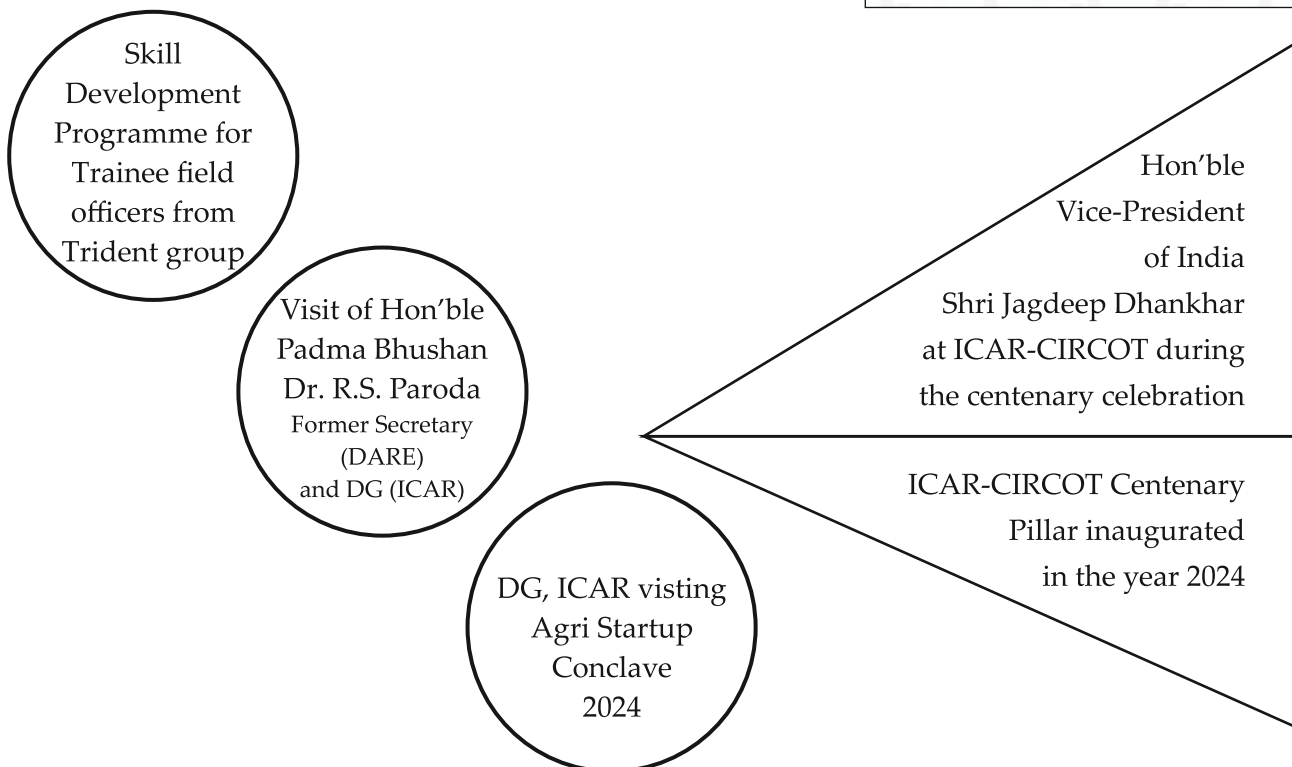 Skill
Development
Programme for
Trainee field
officers from
Trident group
Visit of Hon’ble
Padma Bhushan
Dr. R.S. Paroda
Former Secretary
(DARE)
and DG (ICAR)
DG, ICAR visting
Agri Startup
Conclave
2024
Hon’ble
Vice-President
of India
Shri Jagdeep Dhankhar
at ICAR-CIRCOT during
the centenary celebration
ICAR-CIRCOT Centenary
Pillar inaugurated
in the year 2024